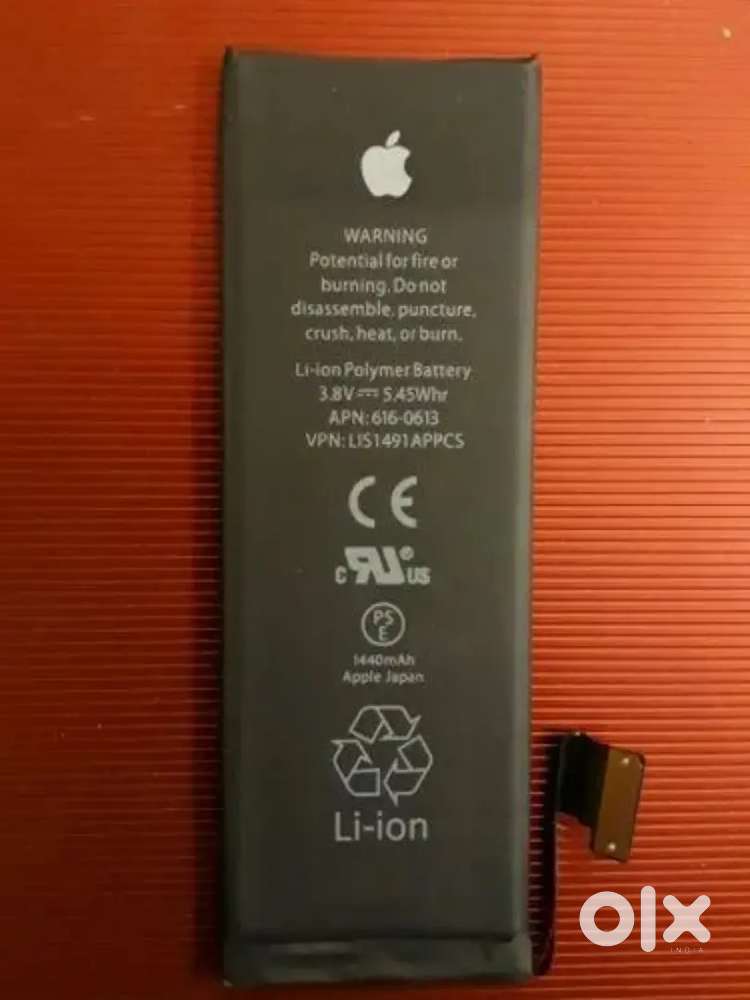 WARNING
Potential for fire or
burning. Do not
disassemble, puncture,
crush, heat, or burn.
Li-ion Polymer Battery
3.8V⎓ 5.45Whr
APN: 616-0613
VPN: LIS1491APPCS
CE
c RU ® US
PS
E
1440mAh
Apple Japan
Li-ion
olx
INDIA